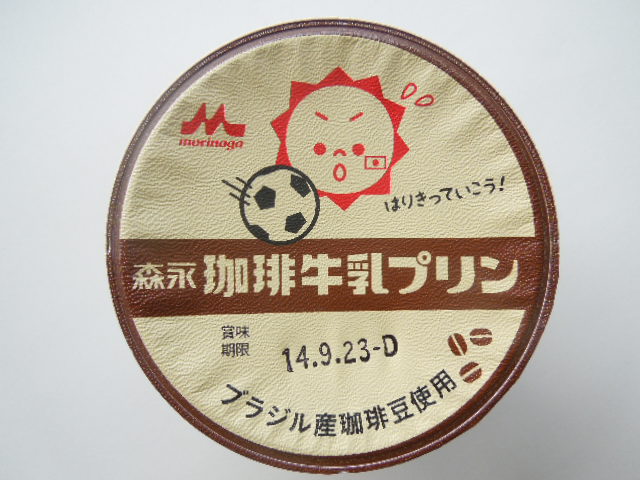 morinaga
はりきっていこう!
森永 珈琲牛乳プリン
賞味
期限
14.9.23-D
ブラジル産珈琲豆使用